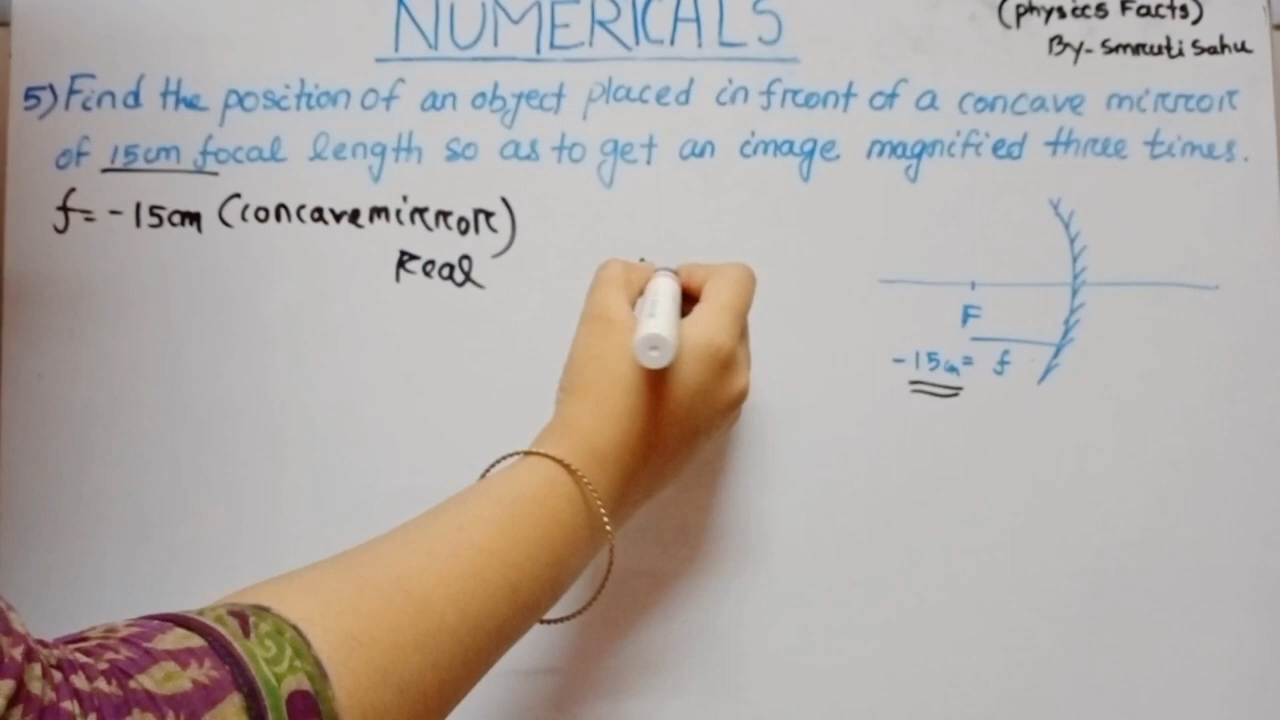 NUMERICALS
(physics Facts)
By-Smruti Sahu
5) Find the position of an object placed in front of a concave mirror
of 15cm focal length so as to get an image magnified three times.
f = -15cm (concave mirror)
Real
F
-15cm = f